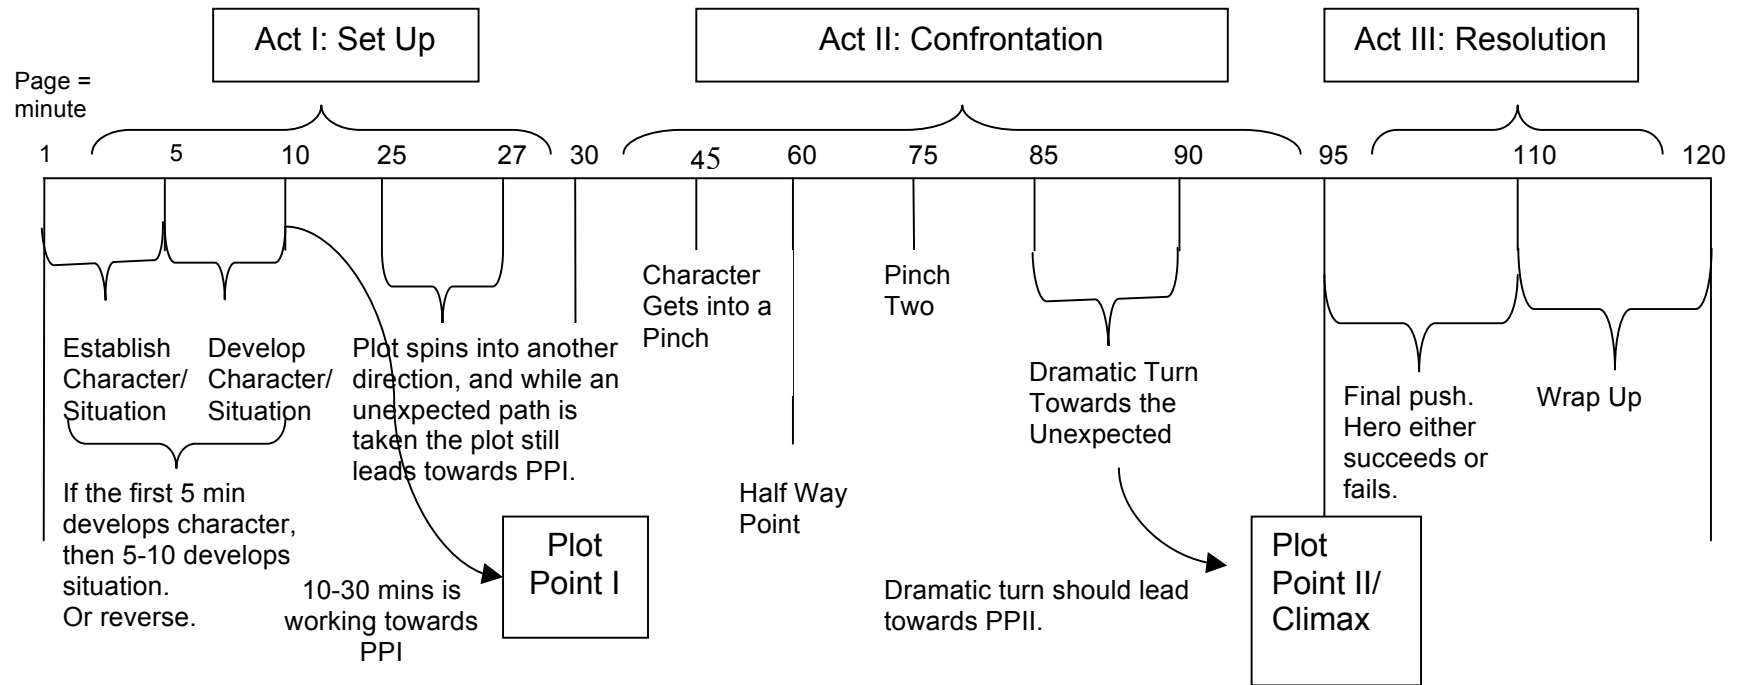 Act I: Set Up
Act II: Confrontation
Act III: Resolution
Page =
minute
1 5 10 25 27 30 45 60 75 85 90 95 110 120
Establish
Character/
Situation
Develop
Character/
Situation
Plot spins into another
direction, and while an
unexpected path is
taken the plot still
leads towards PPI.
Character
Gets into a
Pinch
Pinch
Two
Dramatic Turn
Towards the
Unexpected
Final push.
Hero either
succeeds or
fails.
Wrap Up
If the first 5 min
develops character,
then 5-10 develops
situation.
Or reverse.
Half Way
Point
10-30 mins is
working towards
PPI
Plot
Point I
Dramatic turn should lead
towards PPII.
Plot
Point II/
Climax